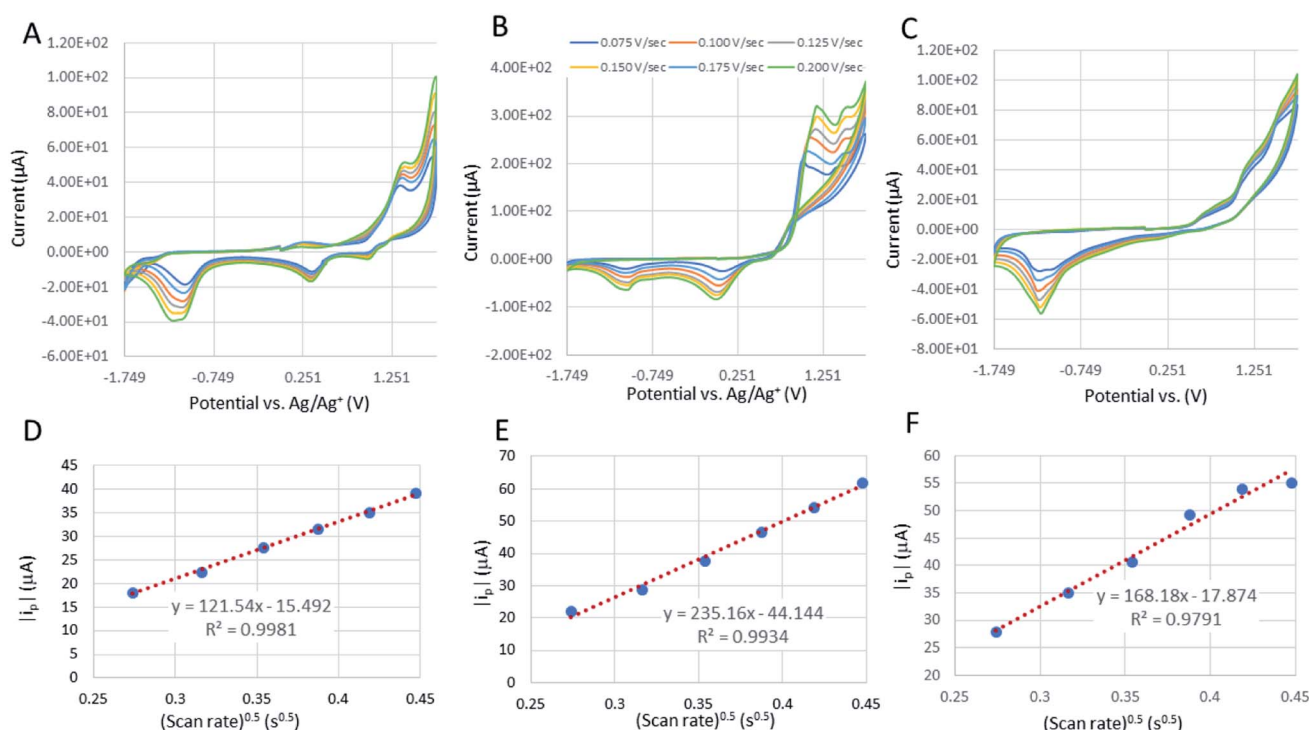 A
1.20E+02
1.00E+02
8.00E+01
6.00E+01
4.00E+01
2.00E+01
0.00E+00
-2.00E+01
-4.00E+01
-6.00E+01
Current (µA)
-1.749 -0.749 0.251 1.251
Potential vs. Ag/Ag⁺ (V)
B
0.075 V/sec 0.100 V/sec 0.125 V/sec
0.150 V/sec 0.175 V/sec 0.200 V/sec
4.00E+02
3.00E+02
2.00E+02
1.00E+02
0.00E+00
-1.00E+02
-2.00E+02
Current (µA)
-1.749 -0.749 0.251 1.251
Potential vs. Ag/Ag⁺ (V)
C
1.20E+02
1.00E+02
8.00E+01
6.00E+01
4.00E+01
2.00E+01
0.00E+00
-2.00E+01
-4.00E+01
-6.00E+01
-8.00E+01
Current (µA)
-1.749 -0.749 0.251 1.251
Potential vs. (V)
D
45
40
35
30
25
20
15
10
5
0
|iₚ| (µA)
y = 121.54x - 15.492
R² = 0.9981
0.25 0.3 0.35 0.4 0.45
(Scan rate)⁰·⁵ (s⁰·⁵)
E
70
60
50
40
30
20
10
0
|iₚ| (µA)
y = 235.16x - 44.144
R² = 0.9934
0.25 0.3 0.35 0.4 0.45
(Scan rate)⁰·⁵ (s⁰·⁵)
F
60
55
50
45
40
35
30
25
20
|iₚ| (µA)
y = 168.18x - 17.874
R² = 0.9791
0.25 0.3 0.35 0.4 0.45
(Scan rate)⁰·⁵ (s⁰·⁵)